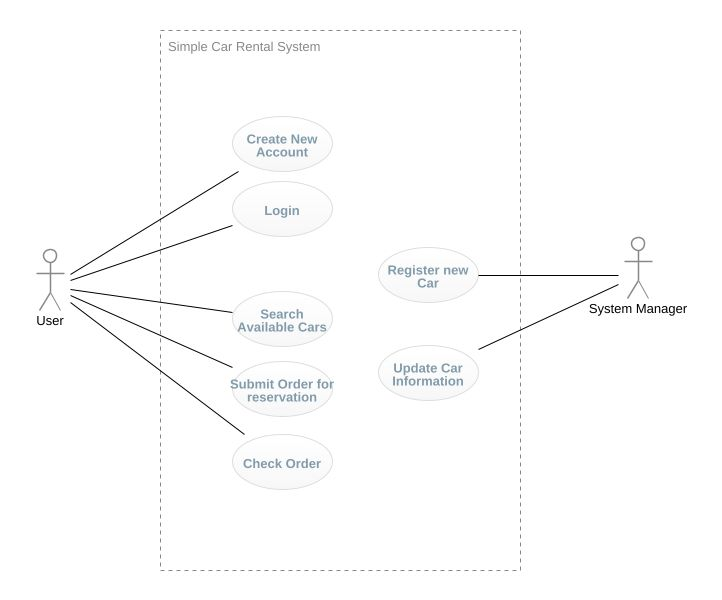 Simple Car Rental System
Create New
Account
Login
Search
Available Cars
Submit Order for
reservation
Check Order
Register new
Car
Update Car
Information
User
System Manager